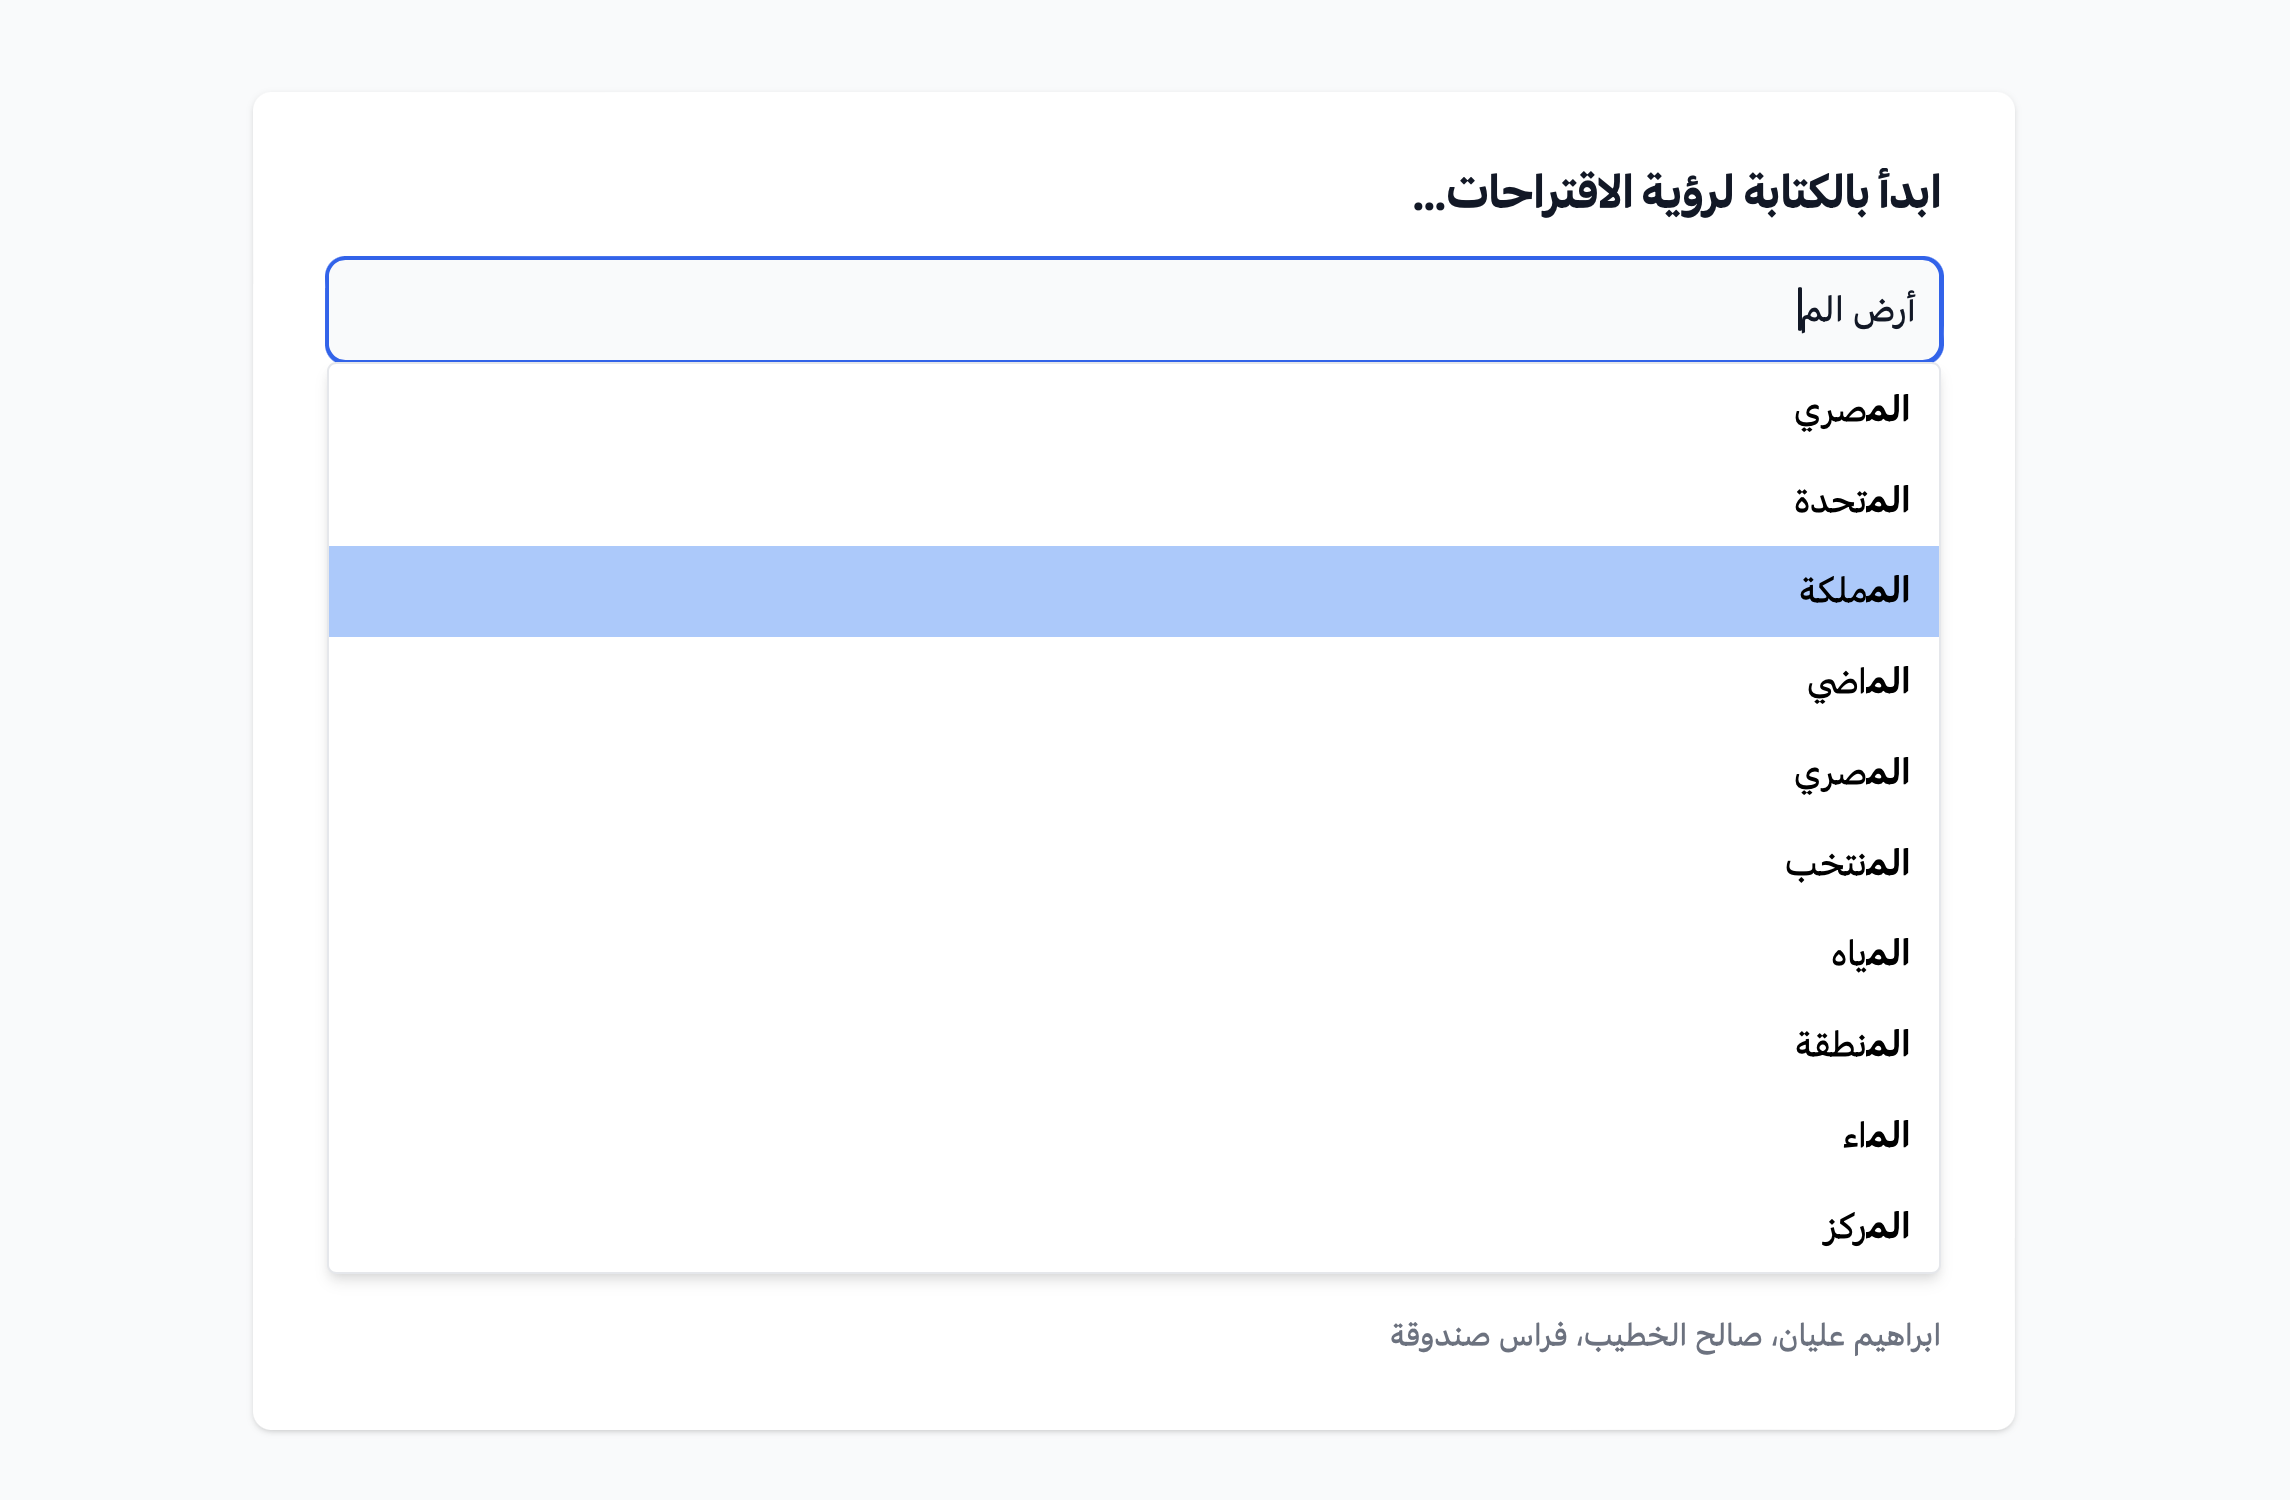 ابدأ بالكتابة لرؤية الاقتراحات...
أرض الم
المصري
المتحدة
المملكة
الماضي
المصري
المنتخب
المياه
المنطقة
الماء
المركز
ابراهيم عليان، صالح الخطيب، فراس صندوقة